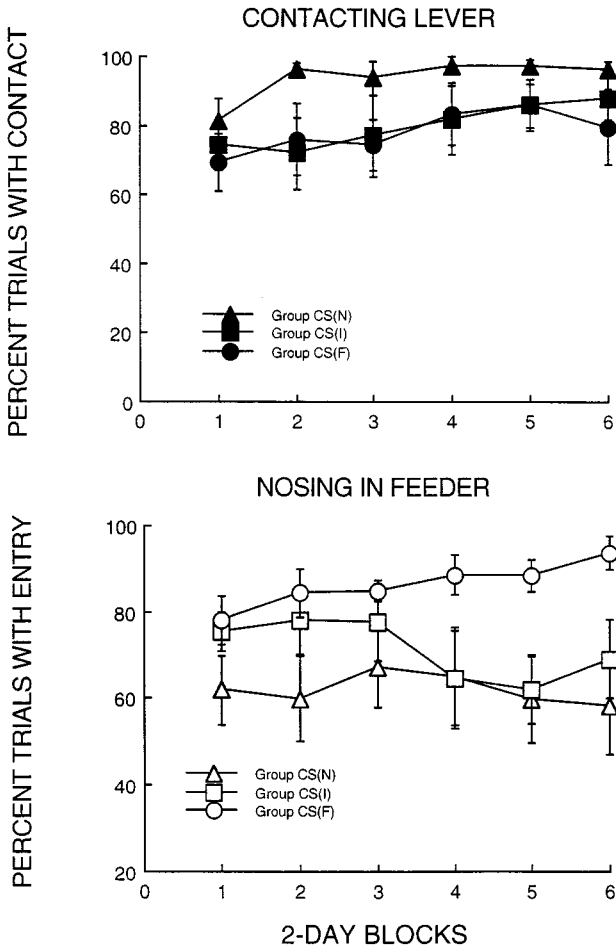 CONTACTING LEVER
PERCENT TRIALS WITH CONTACT
100
80
60
40
20
0
Group CS(N)
Group CS(I)
Group CS(F)
0 1 2 3 4 5 6
NOSING IN FEEDER
PERCENT TRIALS WITH ENTRY
100
80
60
40
20
Group CS(N)
Group CS(I)
Group CS(F)
0 1 2 3 4 5 6
2-DAY BLOCKS